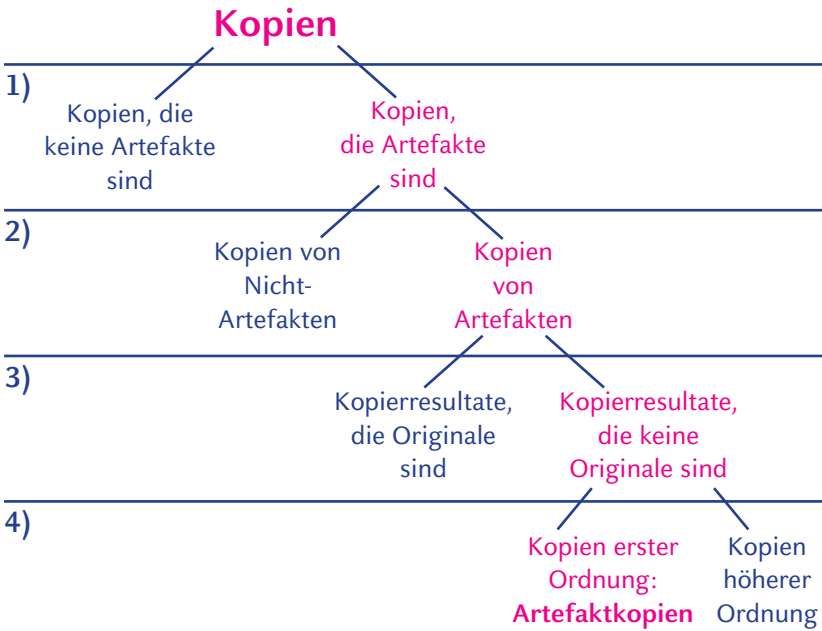 Kopien
1)
Kopien, die
keine Artefakte
sind
Kopien,
die Artefakte
sind
2)
Kopien von
Nicht-
Artefakten
Kopien
von
Artefakten
3)
Kopierresultate,
die Originale
sind
Kopierresultate,
die keine
Originale sind
4)
Kopien erster
Ordnung:
Artefaktkopien
Kopien
höherer
Ordnung